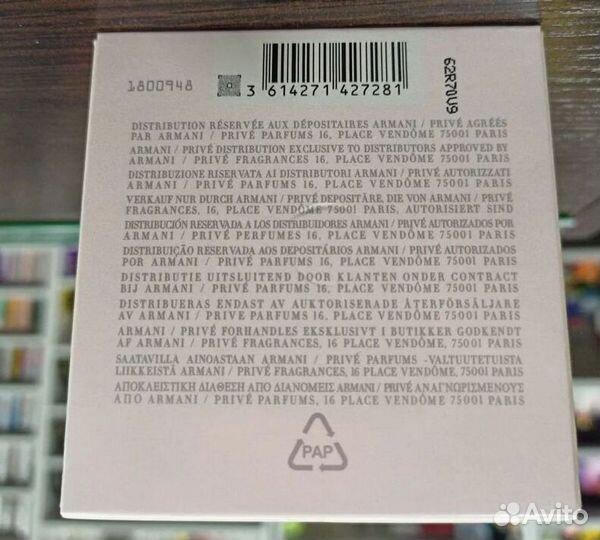 1800948
3 614271 427281
62R70U9
DISTRIBUTION RÉSERVÉE AUX DÉPOSITAIRES ARMANI / PRIVÉ AGRÉÉS
PAR ARMANI / PRIVÉ PARFUMS 16, PLACE VENDÔME 75001 PARIS
ARMANI / PRIVÉ DISTRIBUTION EXCLUSIVE TO DISTRIBUTORS APPROVED BY
ARMANI / PRIVÉ FRAGRANCES 16, PLACE VENDÔME 75001 PARIS
DISTRIBUZIONE RISERVATA AI DISTRIBUTORI ARMANI / PRIVÉ AUTORIZZATI
ARMANI / PRIVÉ PARFUMS 16, PLACE VENDÔME 75001 PARIS
VERKAUF NUR DURCH ARMANI / PRIVÉ DEPOSITÄRE, DIE VON ARMANI / PRIVÉ
FRAGRANCES, 16, PLACE VENDÔME 75001 PARIS, AUTORISIERT SIND
DISTRIBUCIÓN RESERVADA A LOS DISTRIBUIDORES ARMANI / PRIVÉ AUTORIZADOS POR
ARMANI / PRIVÉ PERFUMES 16, PLACE VENDÔME 75001 PARIS
DISTRIBUIÇÃO RESERVADA AOS DEPOSITÁRIOS ARMANI / PRIVÉ AUTORIZADOS
POR ARMANI / PRIVÉ PARFUMS 16, PLACE VENDÔME 75001 PARIS
DISTRIBUTIE UITSLUITEND DOOR KLANTEN ONDER CONTRACT
BIJ ARMANI / PRIVÉ FRAGRANCES, 16 PLACE VENDÔME 75001 PARIS
DISTRIBUERAS ENDAST AV AUKTORISERADE ÅTERFÖRSÄLJARE
AV ARMANI / PRIVÉ PARFUMS 16, PLACE VENDÔME 75001 PARIS
ARMANI / PRIVÉ FORHANDLES EKSKLUSIVT I BUTIKKER GODKENDT
AF ARMANI / PRIVÉ FRAGRANCES, 16 PLACE VENDÔME, 75001 PARIS
SAATAVILLA AINOASTAAN ARMANI / PRIVÉ PARFUMS -VALTUUTETUISTA
LIIKKEISTÄ ARMANI / PRIVÉ FRAGRANCES, 16 PLACE VENDÔME, 75001 PARIS
ΑΠΟΚΛΕΙΣΤΙΚΗ ΔΙΑΘΕΣΗ ΑΠΟ ΔΙΑΝΟΜΕΙΣ ARMANI / PRIVÉ ΑΝΑΓΝΩΡΙΣΜΕΝΟΥΣ
ΑΠΟ ARMANI / PRIVÉ PARFUMS, 16 PLACE VENDÔME 75001 PARIS
PAP
Avito